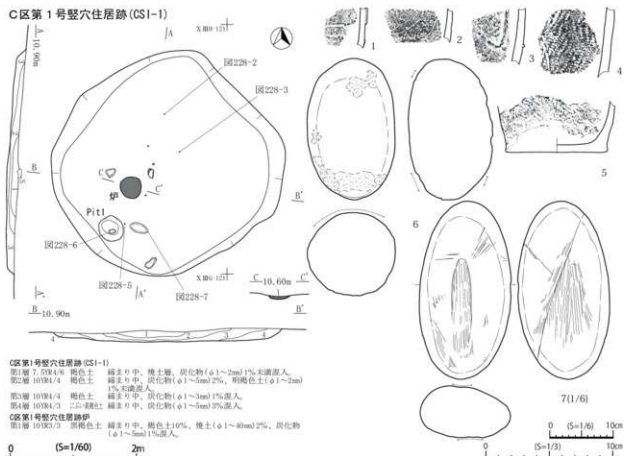 C区第1号竪穴住居跡(CSI-1)
A
10.90m
図228-2
図228-3
B
B'
C
C'
炉
Pit1
図228-6
図228-5
図228-7
A'
C 10.60m C'
B 10.90m
B'
4 1 2 3 4
C区第1号竪穴住居跡(CSI-1)
第1層 7.5YR4/6 褐色土 締まり中、焼土層、炭化物(φ1~2mm)1%未満混入。
第2層 10YR4/4 褐色土 締まり中、炭化物(φ1~5mm)2%、明褐色土(φ1~2mm)
1%未満混入。
第3層 10YR4/4 褐色土 締まり中、炭化物(φ1~3mm)1%混入。
第4層 10YR4/3 にぶい黄褐色土 締まり中、炭化物(φ1~5mm)3%混入。
C区第1号竪穴住居跡炉
第1層 10YR3/3 黒褐色土 締まり中、褐色土10%、焼土(φ1~40mm)2%、炭化物
(φ1~5mm)1%混入。
0 (S=1/60) 2m
1
2
3
4
5
6
7(1/6)
0 (S=1/6) 10cm
0 (S=1/3) 10cm